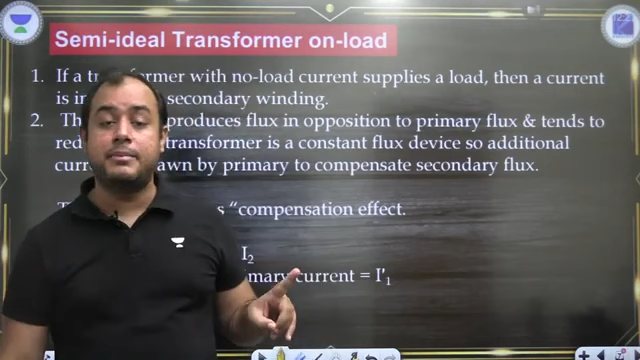 Semi-ideal Transformer on-load
1. If a transformer with no-load current supplies a load, then a current
is in secondary winding.
2. Th produces flux in opposition to primary flux & tends to
red transformer is a constant flux device so additional
curr awn by primary to compensate secondary flux.
s “compensation effect.
I₂
mary current = I'₁